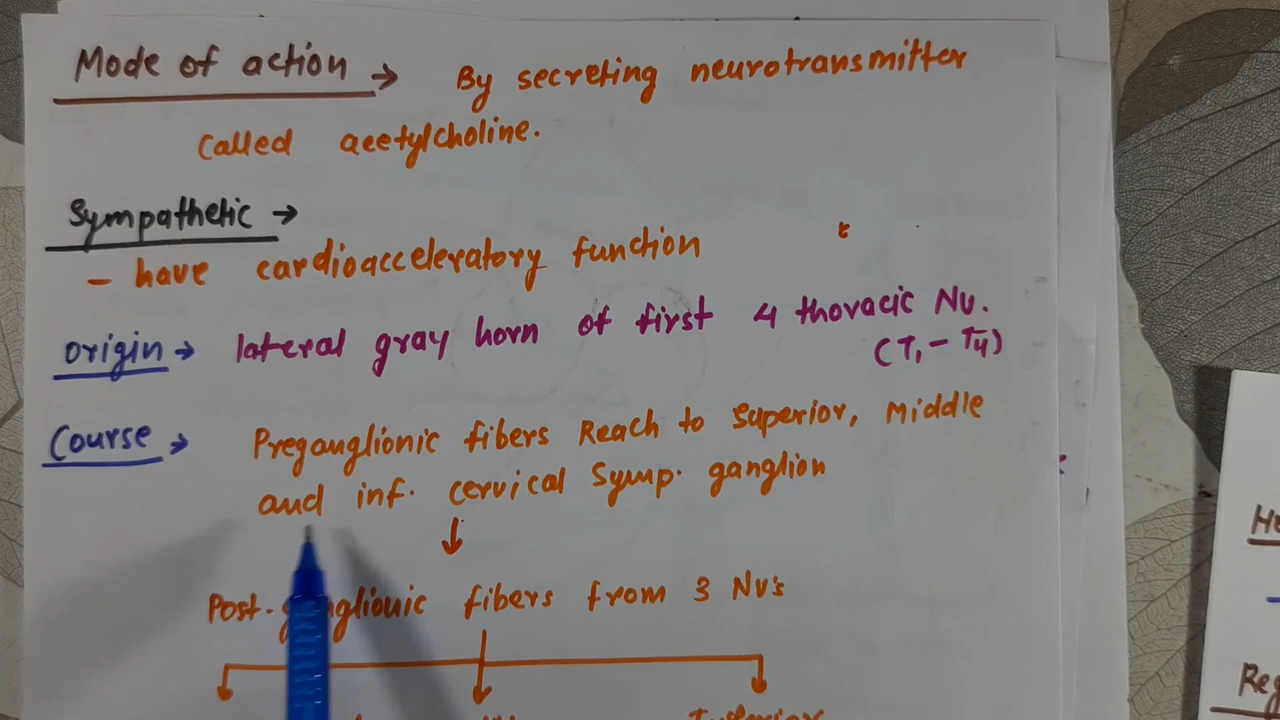 Mode of action → By secreting neurotransmitter
called acetylcholine.
Sympathetic →
- have cardioacceleratory function
origin → lateral gray horn of first 4 thoracic Nv.
(T1 - T4)
Course → Preganglionic fibers Reach to superior, Middle
and inf. cervical Symp. ganglion
↓
Post-ganglionic fibers from 3 Nv's
Inferior
Reg